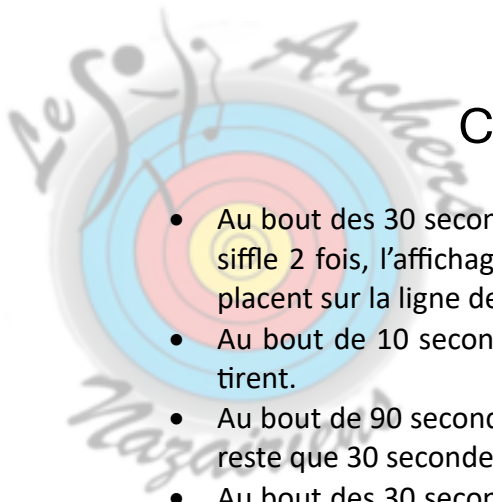 Le Archers
C
• Au bout des 30 secon
siffle 2 fois, l’affichag
placent sur la ligne de
• Au bout de 10 secon
tirent.
• Au bout de 90 second
reste que 30 seconde
• Au bout des 30 secon
Nazairiens